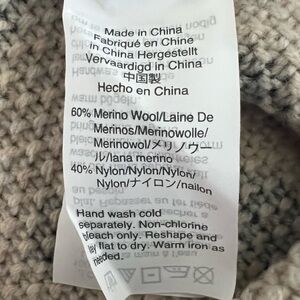 Made in China
Fabriqué en Chine
in China Hergestellt
Vervaardigd in China
中国製
Hecho en China
60% Merino Wool/Laine De
Merinos/Merinowolle/
Merinowol/メリノウー
ル/lana merino
40% Nylon/Nylon/Nylon/
Nylon/ナイロン/nailon
Hand wash cold
separately. Non-chlorine
bleach only. Reshape and
lay flat to dry. Warm iron as
needed.